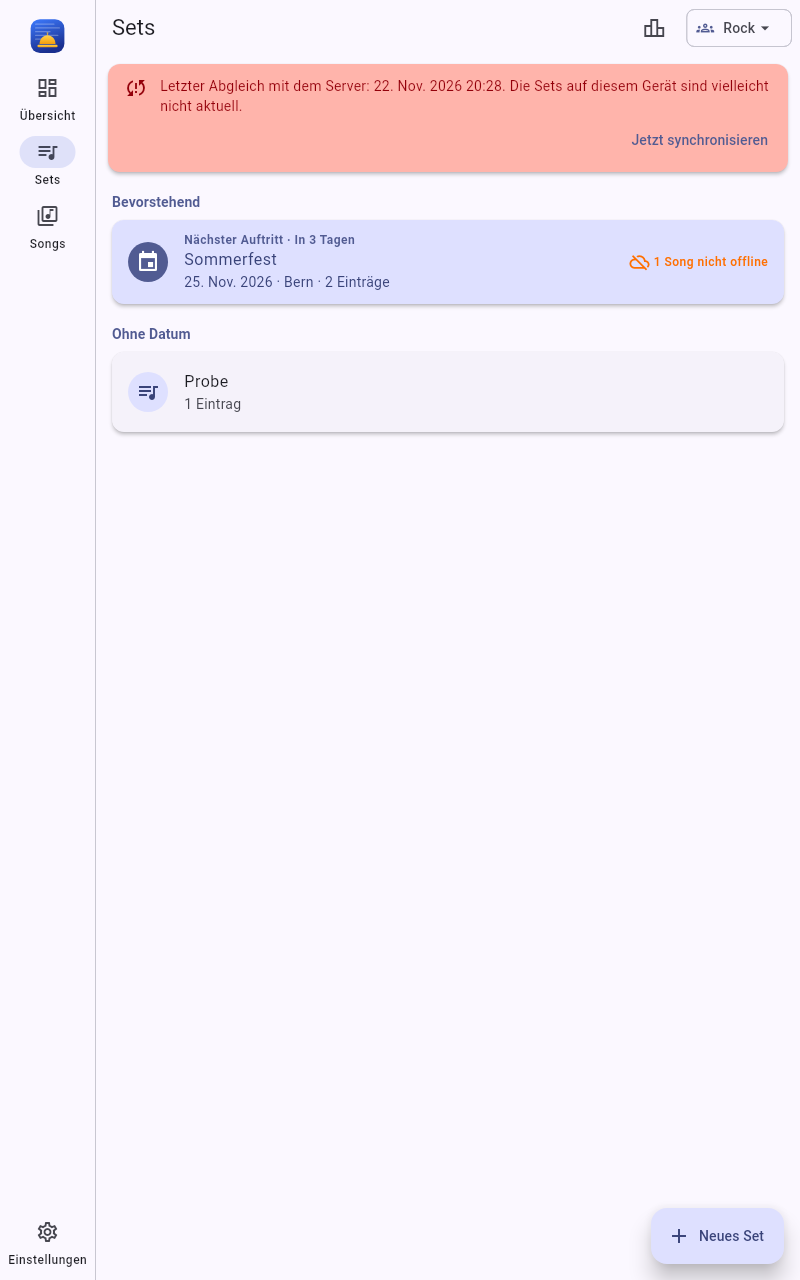 Sets
Rock
Übersicht
Sets
Songs
Letzter Abgleich mit dem Server: 22. Nov. 2026 20:28. Die Sets auf diesem Gerät sind vielleicht
nicht aktuell.
Jetzt synchronisieren
Bevorstehend
Nächster Auftritt · In 3 Tagen
Sommerfest
25. Nov. 2026 · Bern · 2 Einträge
1 Song nicht offline
Ohne Datum
Probe
1 Eintrag
Einstellungen
Neues Set